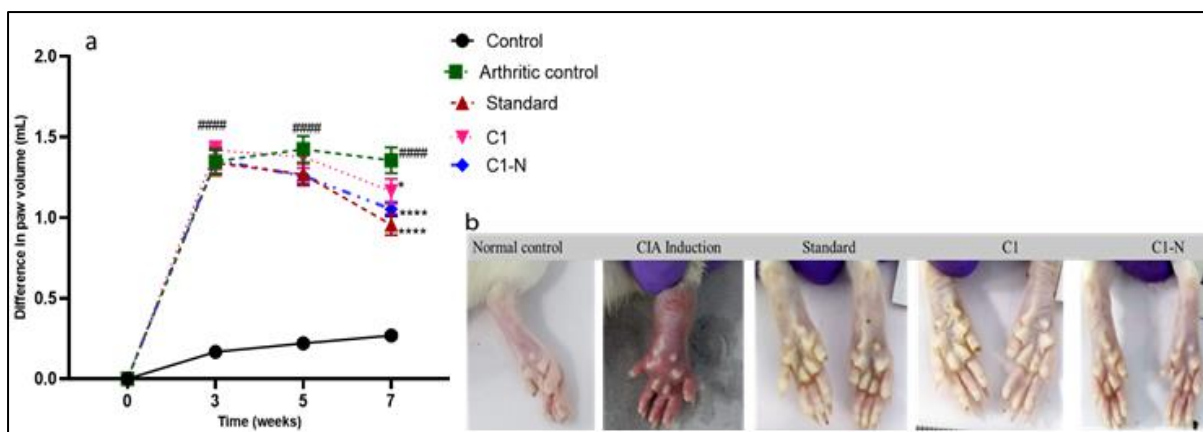 a
2.0
1.5
1.0
0.5
0.0
Difference in paw volume (mL)
0
3
5
7
Time (weeks)
####
####
####
*
****
****
Control
Arthritic control
Standard
C1
C1-N
b
Normal control
CIA Induction
Standard
C1
C1-N